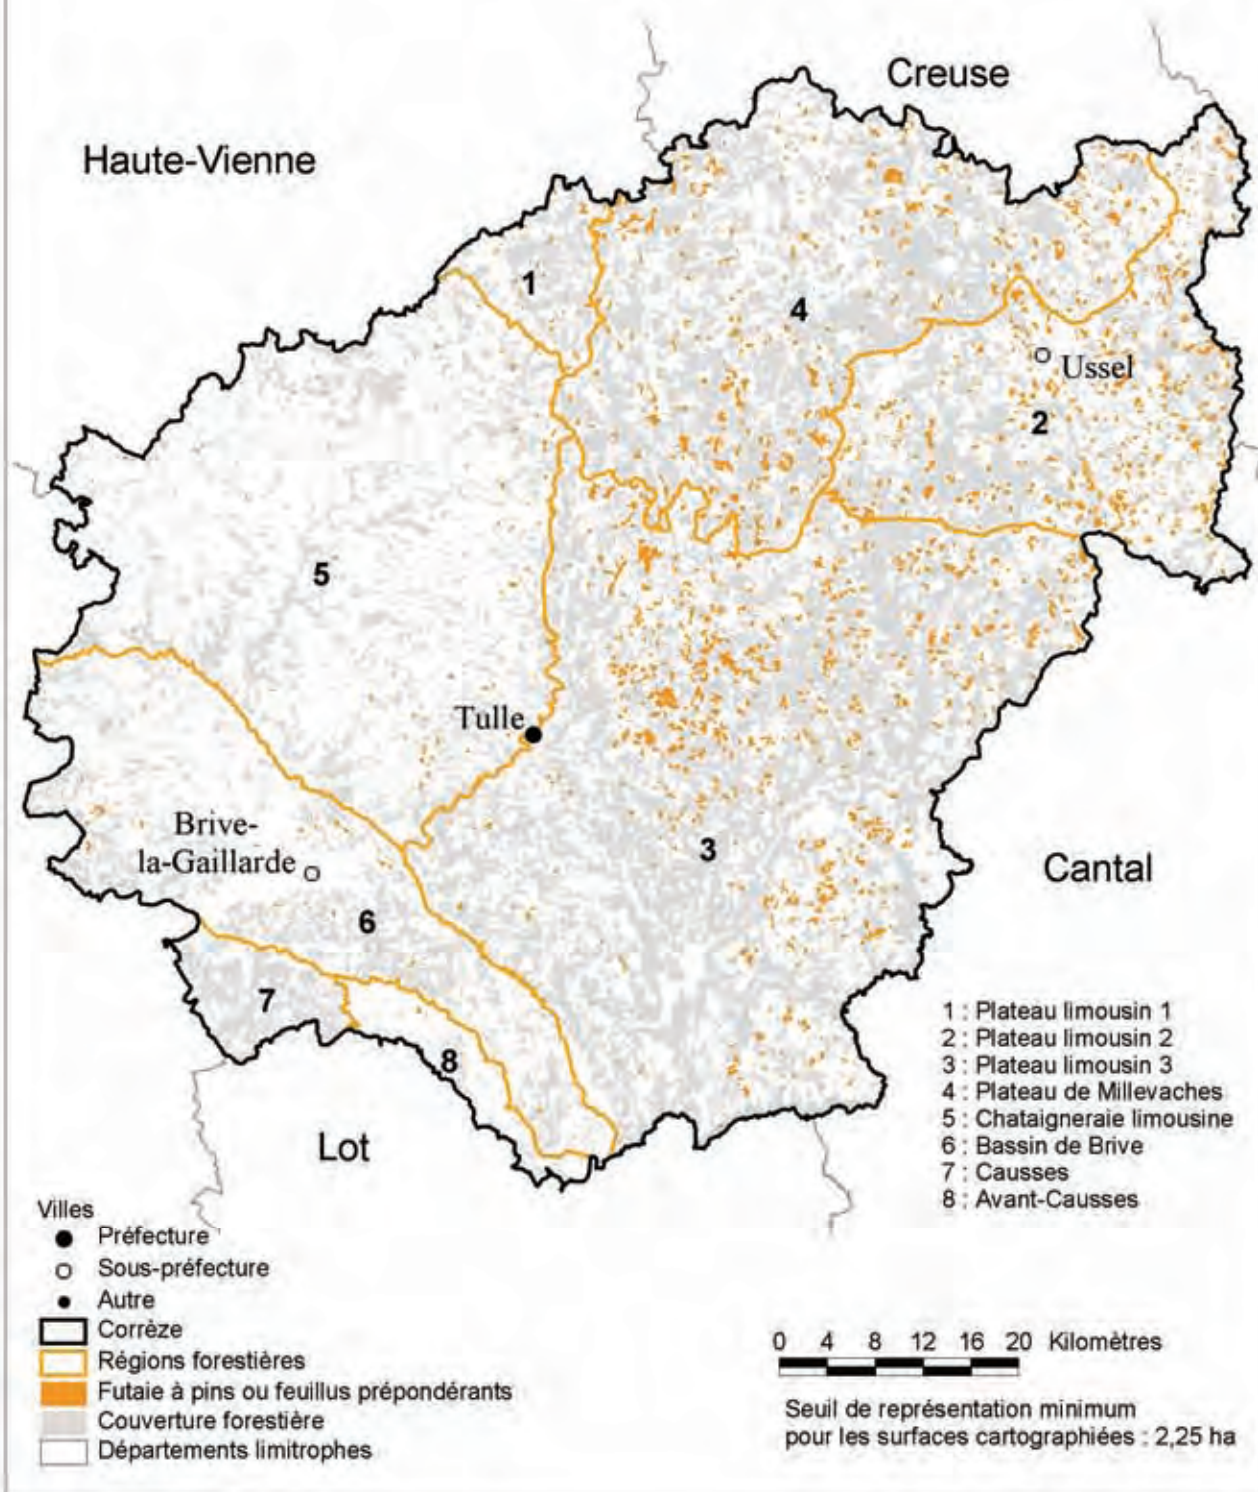 Creuse
Haute-Vienne
1
4
Ussel
2
5
Tulle
Brive-
la-Gaillarde
3
Cantal
6
7
8
Lot
1 : Plateau limousin 1
2 : Plateau limousin 2
3 : Plateau limousin 3
4 : Plateau de Millevaches
5 : Chataigneraie limousine
6 : Bassin de Brive
7 : Causses
8 : Avant-Causses
Villes
Préfecture
Sous-préfecture
Autre
Corrèze
Régions forestières
Futaie à pins ou feuillus prépondérants
Couverture forestière
Départements limitrophes
0 4 8 12 16 20 Kilomètres
Seuil de représentation minimum
pour les surfaces cartographiées : 2,25 ha